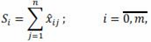 S_i = \sum_{j=1}^{n} \hat{x}_{ij} ;    i = \overline{0, m},